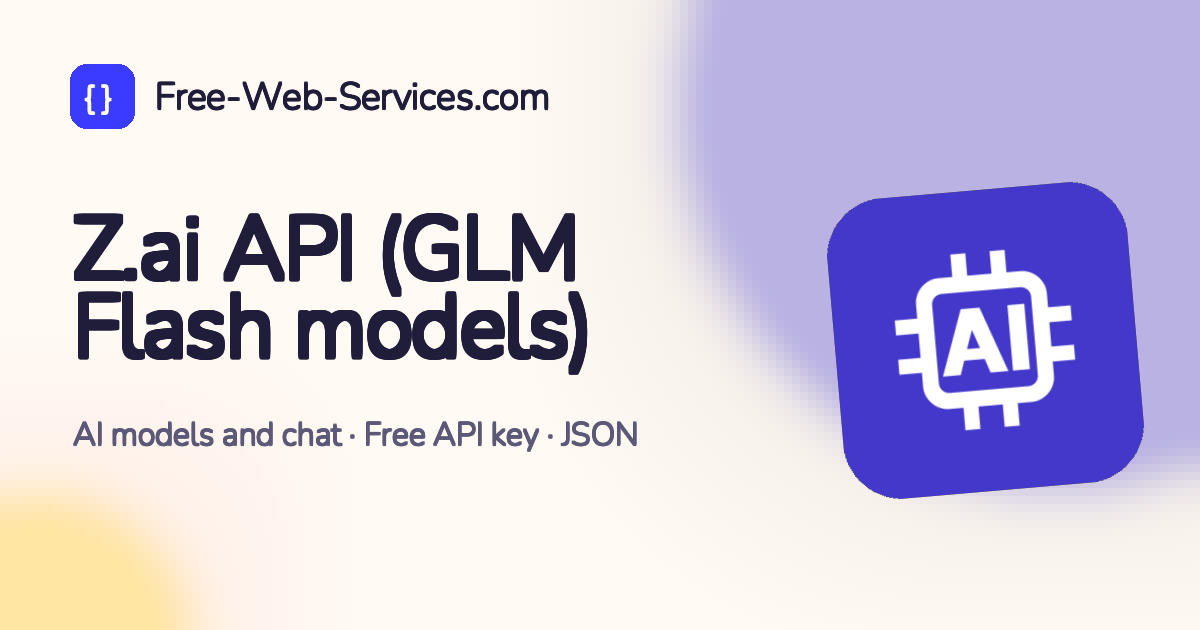 {}
Free-Web-Services.com
Z.ai API (GLM
Flash models)
AI models and chat · Free API key · JSON
AI